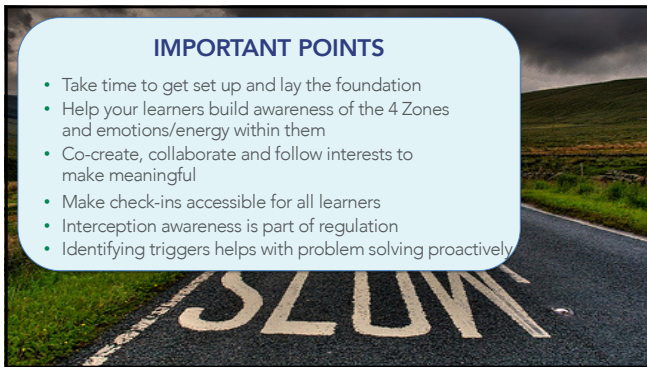 IMPORTANT POINTS
• Take time to get set up and lay the foundation
• Help your learners build awareness of the 4 Zones
and emotions/energy within them
• Co-create, collaborate and follow interests to
make meaningful
• Make check-ins accessible for all learners
• Interception awareness is part of regulation
• Identifying triggers helps with problem solving proactively
SLOW